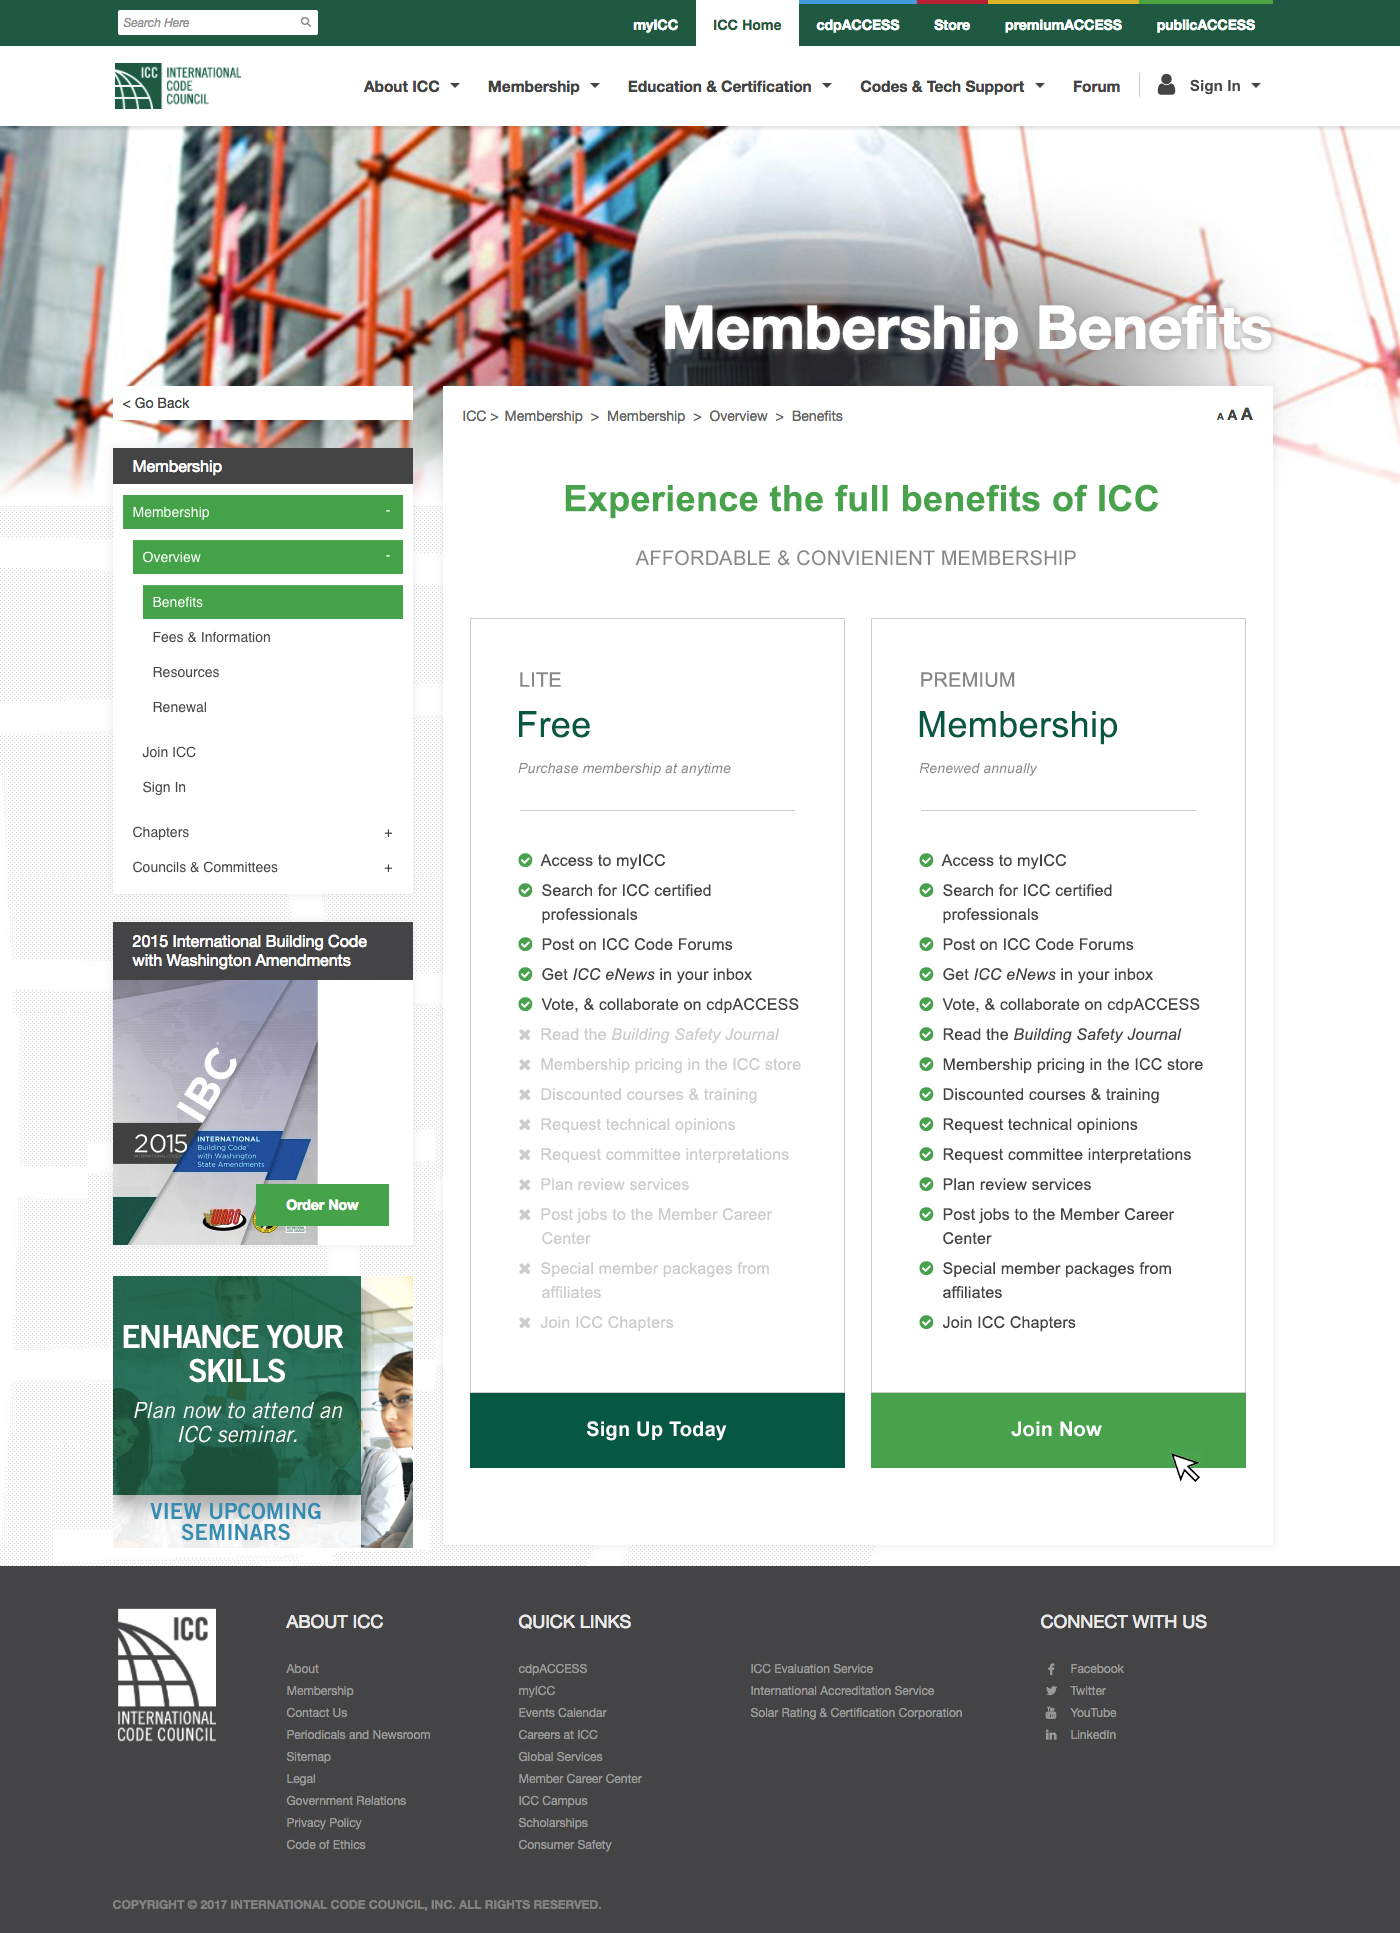 Search Here
myICC
ICC Home
cdpACCESS
Store
premiumACCESS
publicACCESS
ICC INTERNATIONAL
CODE
COUNCIL
About ICC
Membership
Education & Certification
Codes & Tech Support
Forum
Sign In
Membership Benefits
< Go Back
Membership
Membership -
Overview -
Benefits
Fees & Information
Resources
Renewal
Join ICC
Sign In
Chapters +
Councils & Committees +
2015 International Building Code
with Washington Amendments
IBC
2015
INTERNATIONAL
Building Code
with Washington
State Amendments
WABO
Order Now
ENHANCE YOUR
SKILLS
Plan now to attend an
ICC seminar.
VIEW UPCOMING
SEMINARS
ICC > Membership > Membership > Overview > Benefits
A A A
Experience the full benefits of ICC
AFFORDABLE & CONVIENIENT MEMBERSHIP
LITE
Free
Purchase membership at anytime
Access to myICC
Search for ICC certified
professionals
Post on ICC Code Forums
Get ICC eNews in your inbox
Vote, & collaborate on cdpACCESS
Read the Building Safety Journal
Membership pricing in the ICC store
Discounted courses & training
Request technical opinions
Request committee interpretations
Plan review services
Post jobs to the Member Career
Center
Special member packages from
affiliates
Join ICC Chapters
Sign Up Today
PREMIUM
Membership
Renewed annually
Access to myICC
Search for ICC certified
professionals
Post on ICC Code Forums
Get ICC eNews in your inbox
Vote, & collaborate on cdpACCESS
Read the Building Safety Journal
Membership pricing in the ICC store
Discounted courses & training
Request technical opinions
Request committee interpretations
Plan review services
Post jobs to the Member Career
Center
Special member packages from
affiliates
Join ICC Chapters
Join Now
ICC
INTERNATIONAL
CODE COUNCIL
ABOUT ICC
About
Membership
Contact Us
Periodicals and Newsroom
Sitemap
Legal
Government Relations
Privacy Policy
Code of Ethics
QUICK LINKS
cdpACCESS
myICC
Events Calendar
Careers at ICC
Global Services
Member Career Center
ICC Campus
Scholarships
Consumer Safety
ICC Evaluation Service
International Accreditation Service
Solar Rating & Certification Corporation
CONNECT WITH US
Facebook
Twitter
YouTube
LinkedIn
COPYRIGHT © 2017 INTERNATIONAL CODE COUNCIL, INC. ALL RIGHTS RESERVED.